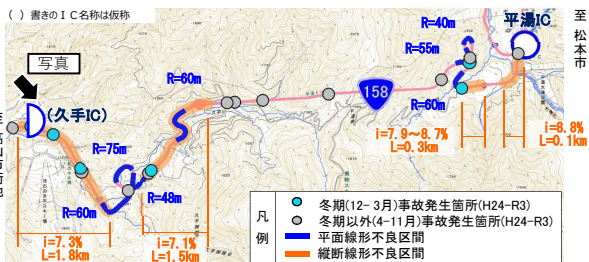 ( ) 書きのIC名称は仮称
写真
(久手IC)
R=60m
R=75m
R=60m
R=48m
158
R=40m
R=55m
R=60m
平湯IC
至 松本市
i=7.9～8.7%
L=0.3km
i=8.8%
L=0.1km
i=7.3%
L=1.8km
i=7.1%
L=1.5km
凡例
冬期(12-3月)事故発生箇所(H24-R3)
冬期以外(4-11月)事故発生箇所(H24-R3)
平面線形不良区間
縦断線形不良区間